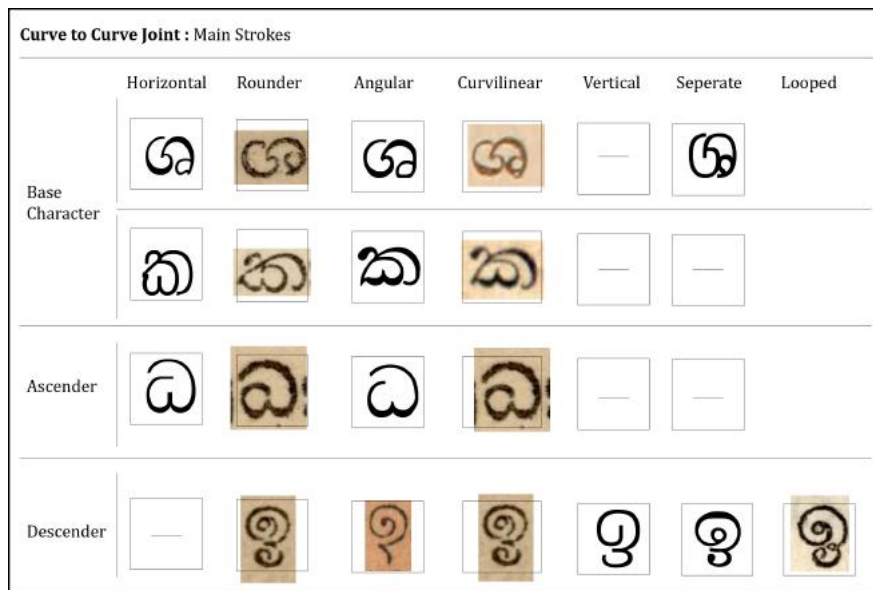 Curve to Curve Joint : Main Strokes
Horizontal Rounder Angular Curvilinear Vertical Seperate Looped
Base Character
ශ ශ ශ ශ — ශ
ක ක ක ක — —
Ascender ධ ධ ධ ධ — —
Descender — ඉ ඉ ඉ ඉ ඉ